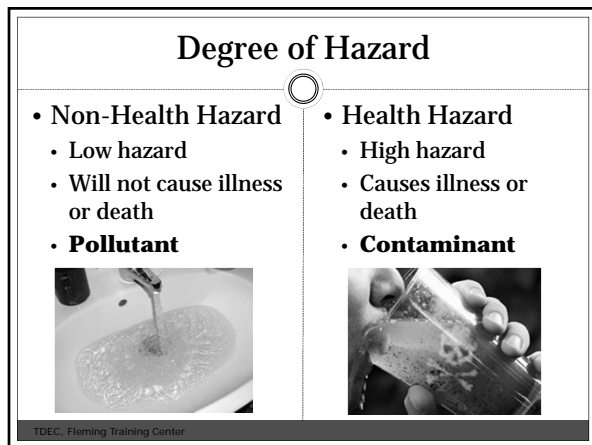 Degree of Hazard
• Non-Health Hazard
• Low hazard
• Will not cause illness
or death
• Pollutant
• Health Hazard
• High hazard
• Causes illness or
death
• Contaminant
TDEC, Fleming Training Center